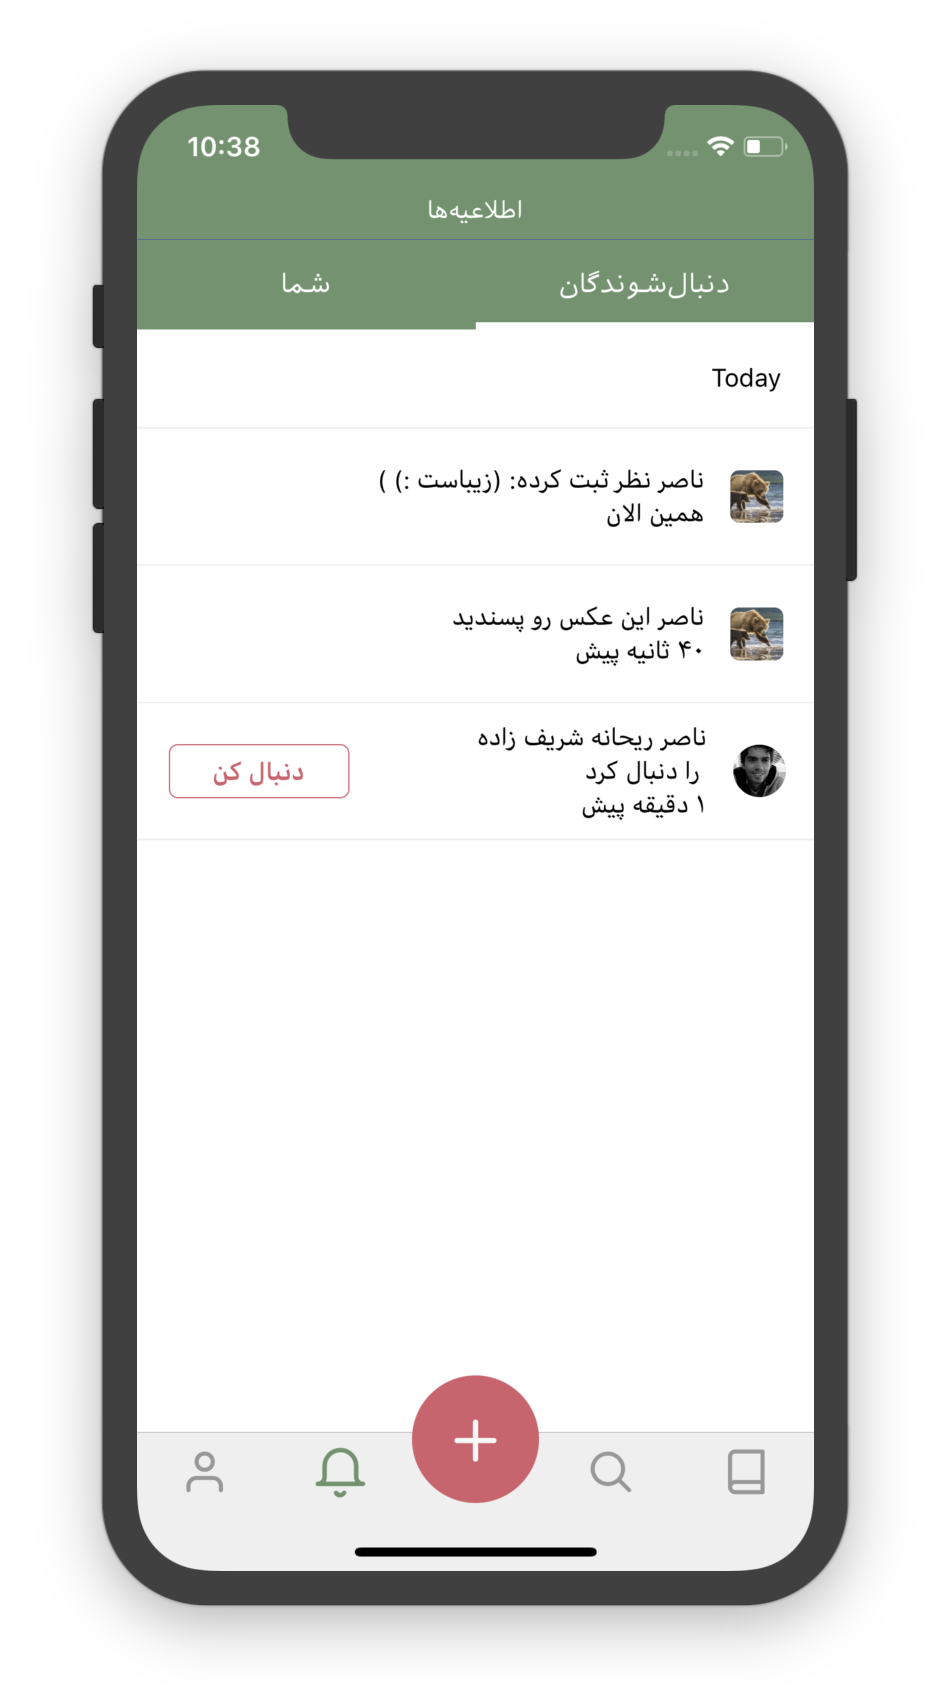 10:38
اطلاعیه‌ها
دنبال‌شوندگان
شما
Today
ناصر نظر ثبت کرده: (زیباست :) )
همین الان
ناصر این عکس رو پسندید
۴۰ ثانیه پیش
ناصر ریحانه شریف زاده
را دنبال کرد
۱ دقیقه پیش
دنبال کن